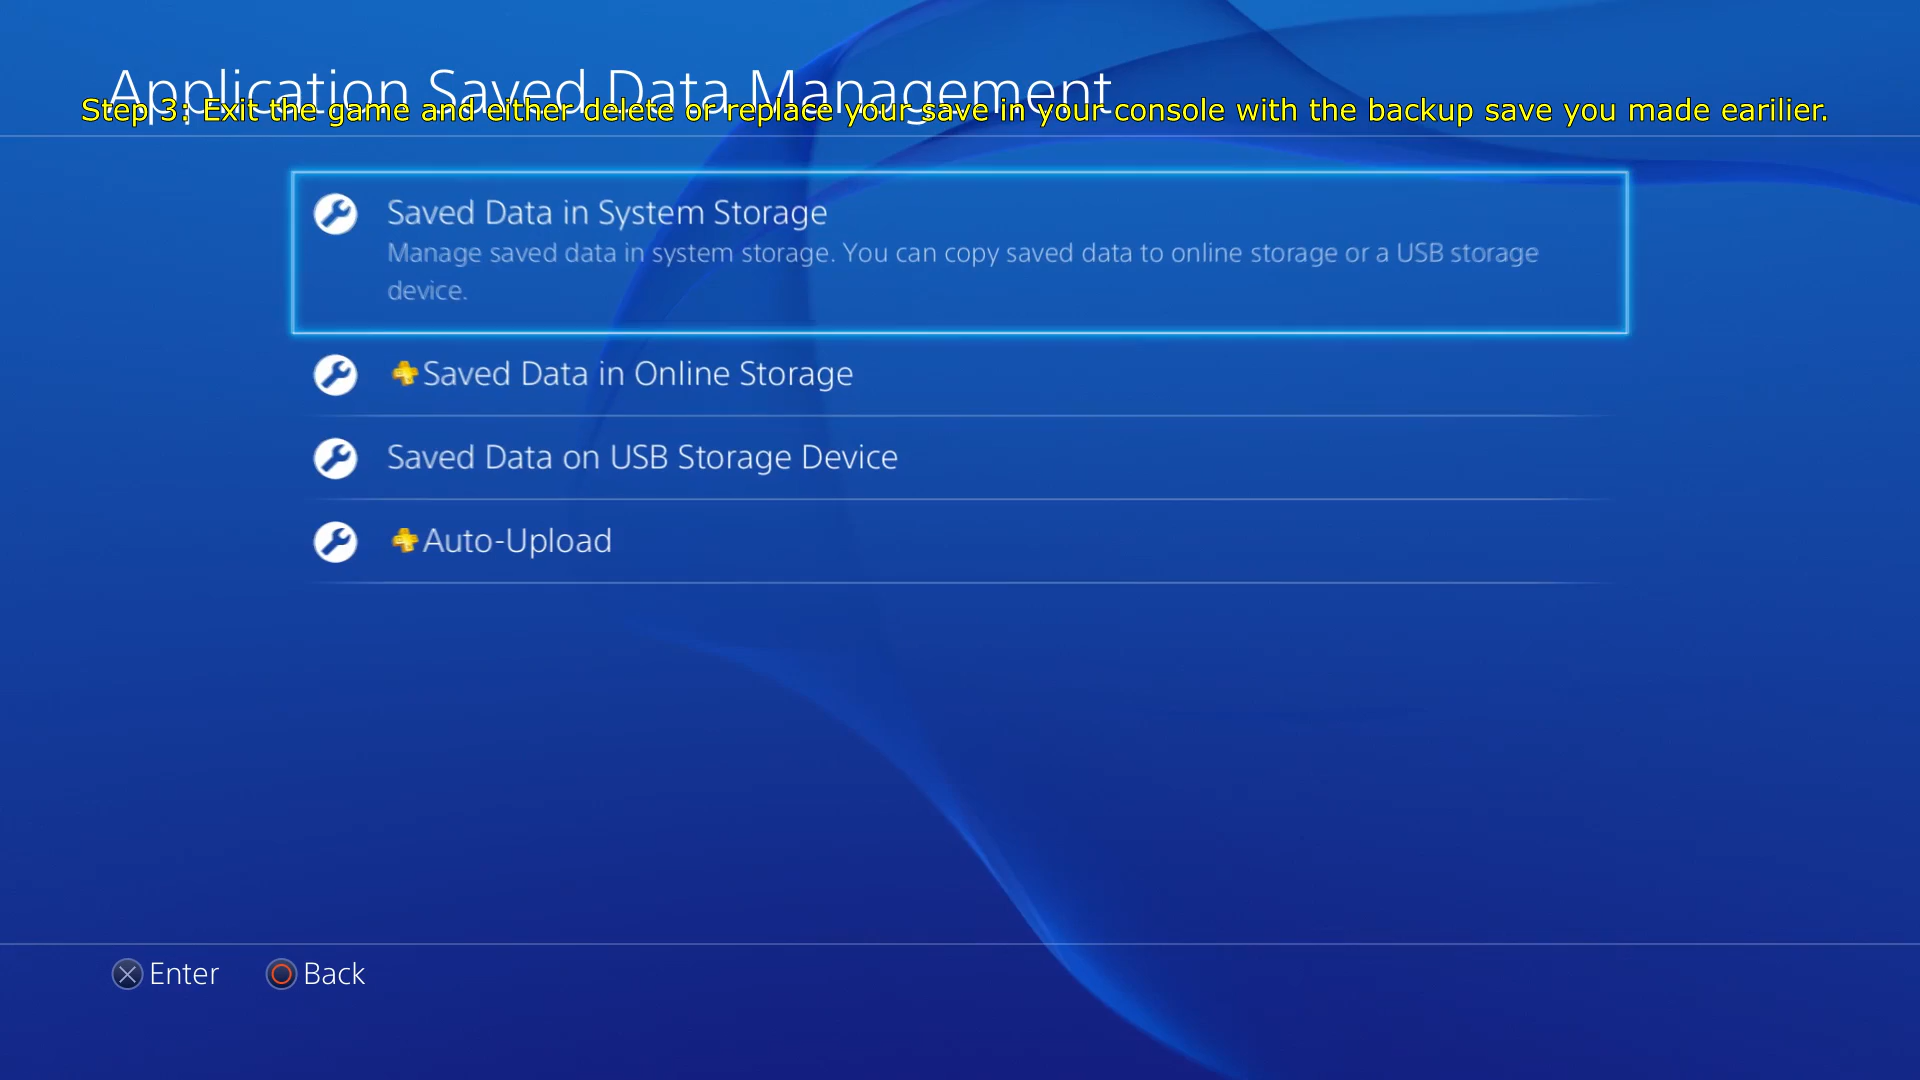 Application Saved Data Management
Step 3: Exit the game and either delete or replace your save in your console with the backup save you made earilier.
Saved Data in System Storage
Manage saved data in system storage. You can copy saved data to online storage or a USB storage
device.
Saved Data in Online Storage
Saved Data on USB Storage Device
Auto-Upload
Enter Back